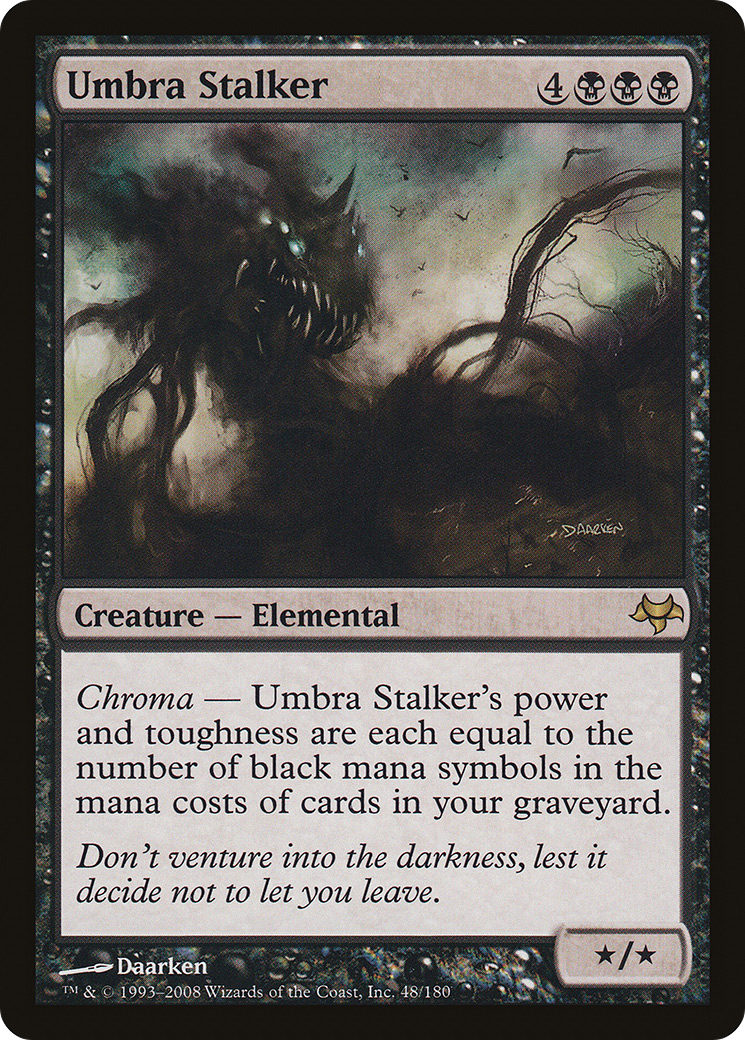 Umbra Stalker 4
DAARKEN
Creature — Elemental
Chroma — Umbra Stalker's power
and toughness are each equal to the
number of black mana symbols in the
mana costs of cards in your graveyard.
Don't venture into the darkness, lest it
decide not to let you leave.
★/★
Daarken
™ & © 1993–2008 Wizards of the Coast, Inc. 48/180